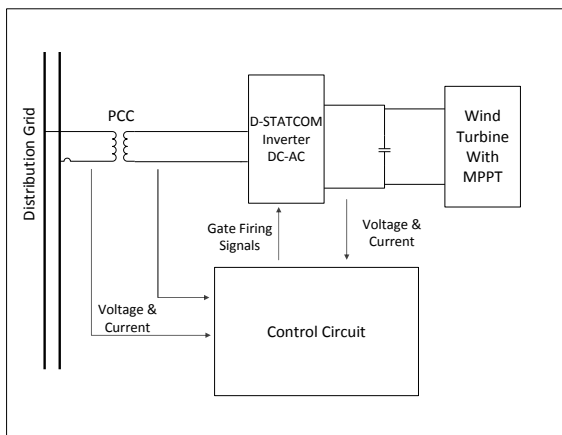 Distribution Grid
PCC
D-STATCOM
Inverter
DC-AC
Wind
Turbine
With
MPPT
Gate Firing
Signals
Voltage &
Current
Voltage &
Current
Control Circuit